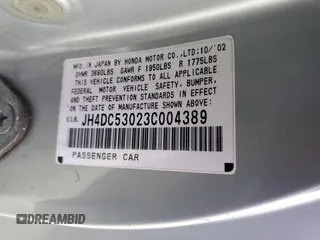 MFD. IN JAPAN BY HONDA MOTOR CO.,LTD:10/'02
GVWR 3660LBS GAWR F 1950LBS R 1775LBS
THIS VEHICLE CONFORMS TO ALL APPLICABLE
FEDERAL MOTOR VEHICLE SAFETY, BUMPER,
AND THEFT PREVENTION STANDARDS IN EFFECT
ON THE DATE OF MANUFACTURE SHOWN ABOVE.
V.I.N. JH4DC53023C004389
PASSENGER CAR
DREAMBID